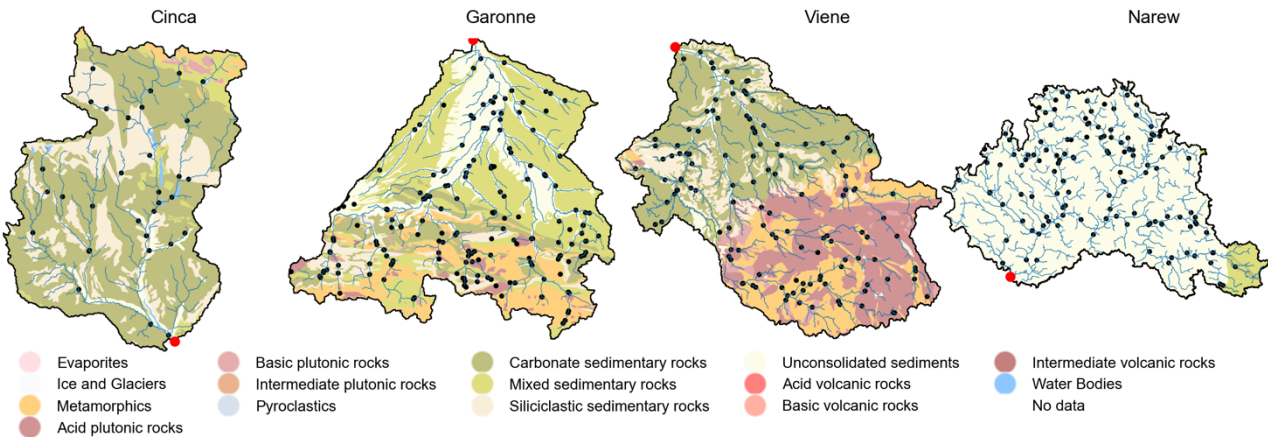 Cinca Garonne Viene Narew
Evaporites Basic plutonic rocks Carbonate sedimentary rocks Unconsolidated sediments Intermediate volcanic rocks
Ice and Glaciers Intermediate plutonic rocks Mixed sedimentary rocks Acid volcanic rocks Water Bodies
Metamorphics Pyroclastics Siliciclastic sedimentary rocks Basic volcanic rocks No data
Acid plutonic rocks